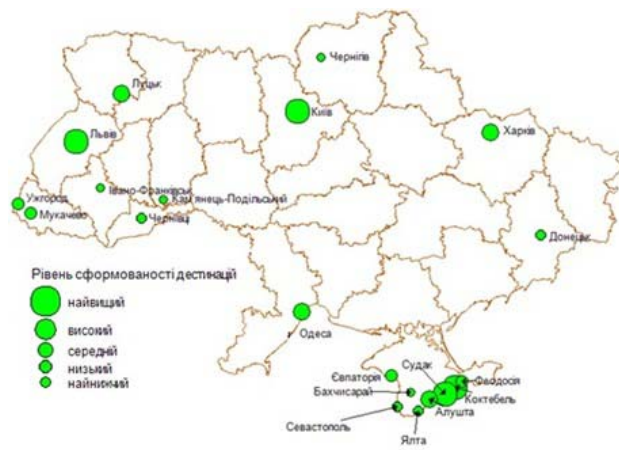 Чернігів
Луцьк
Київ
Львів
Харків
Івано-Франківськ
Кам'янець-Подільський
Ужгород
Мукачево
Чернівці
Донецьк
Рівень сформованості дестинацій
найвищий
високий
середній
низький
найнижчий
Одеса
Судак
Євпаторія
Феодосія
Бахчисарай
Коктебель
Алушта
Севастополь
Ялта